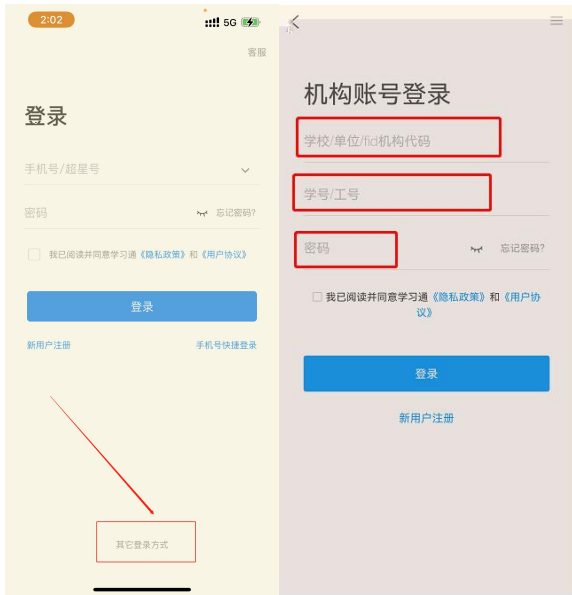 2:02
5G
客服
登录
手机号/超星号
密码
忘记密码?
我已阅读并同意学习通《隐私政策》和《用户协议》
登录
新用户注册
手机号快捷登录
其它登录方式
机构账号登录
学校/单位/fid机构代码
学号/工号
密码
忘记密码?
我已阅读并同意学习通《隐私政策》和《用户协
议》
登录
新用户注册